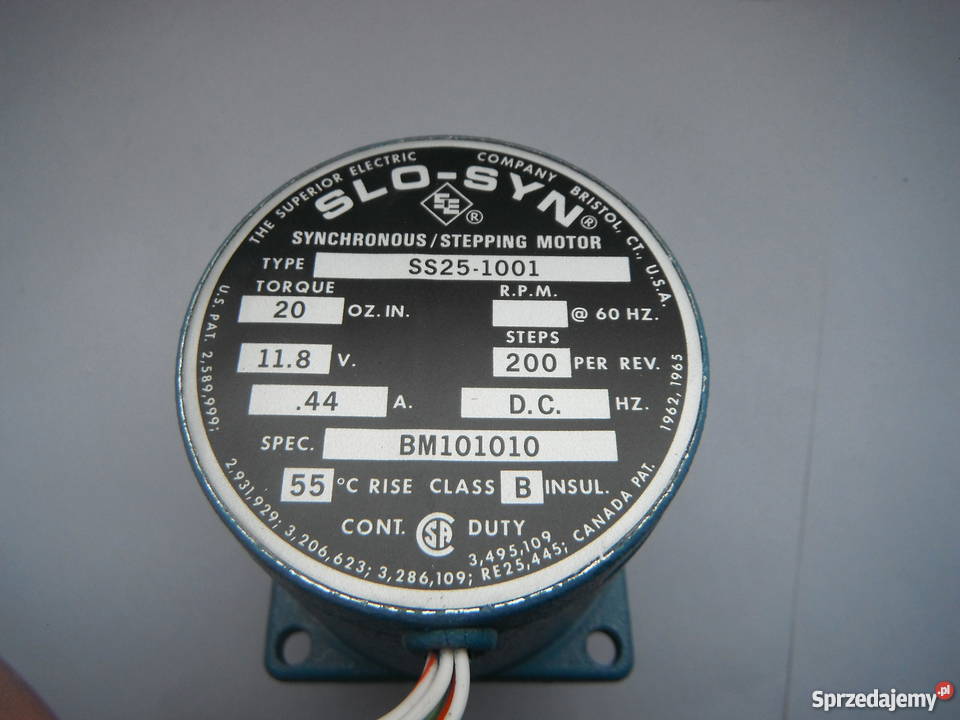 THE SUPERIOR ELECTRIC COMPANY BRISTOL, CT., U.S.A.
SLO-SYN®
SE ®
SYNCHRONOUS/STEPPING MOTOR
TYPE SS25-1001
TORQUE R.P.M.
20 OZ. IN. @ 60 HZ.
STEPS
11.8 V. 200 PER REV.
.44 A. D.C. HZ.
SPEC. BM101010
55 °C RISE CLASS B INSUL.
CONT. SA DUTY
U.S. PAT. 2,589,999; 2,931,929; 3,206,623; 3,286,109; RE25,445; CANADA PAT. 1962, 1965
3,495,109
Sprzedajemy.pl